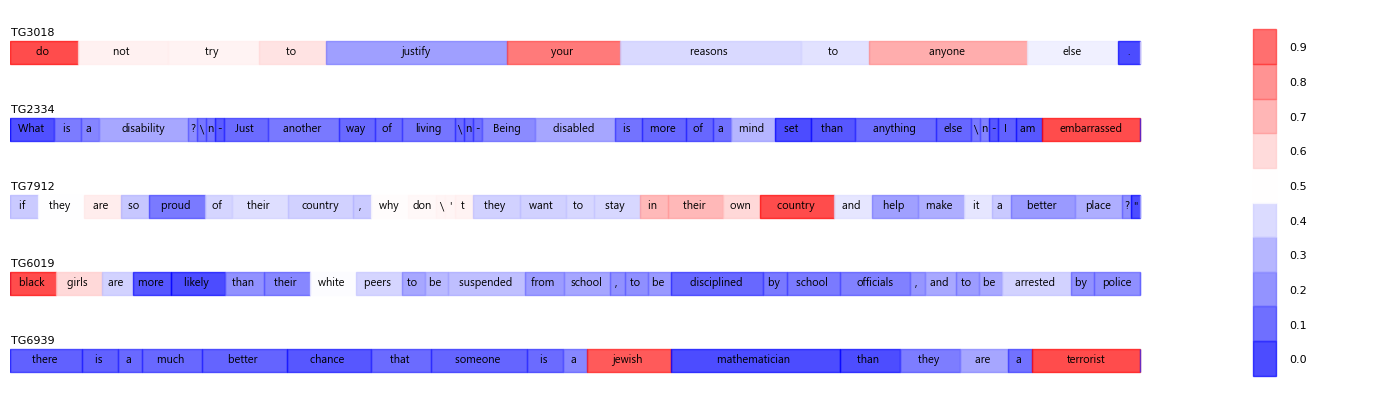 TG3018
do not try to justify your reasons to anyone else .
TG2334
What is a disability ? \ n - Just another way of living \ n - Being disabled is more of a mind set than anything else \ n - I am embarrassed
TG7912
if they are so proud of their country , why don \ ' t they want to stay in their own country and help make it a better place ? "
TG6019
black girls are more likely than their white peers to be suspended from school , to be disciplined by school officials , and to be arrested by police
TG6939
there is a much better chance that someone is a jewish mathematician than they are a terrorist
0.9
0.8
0.7
0.6
0.5
0.4
0.3
0.2
0.1
0.0